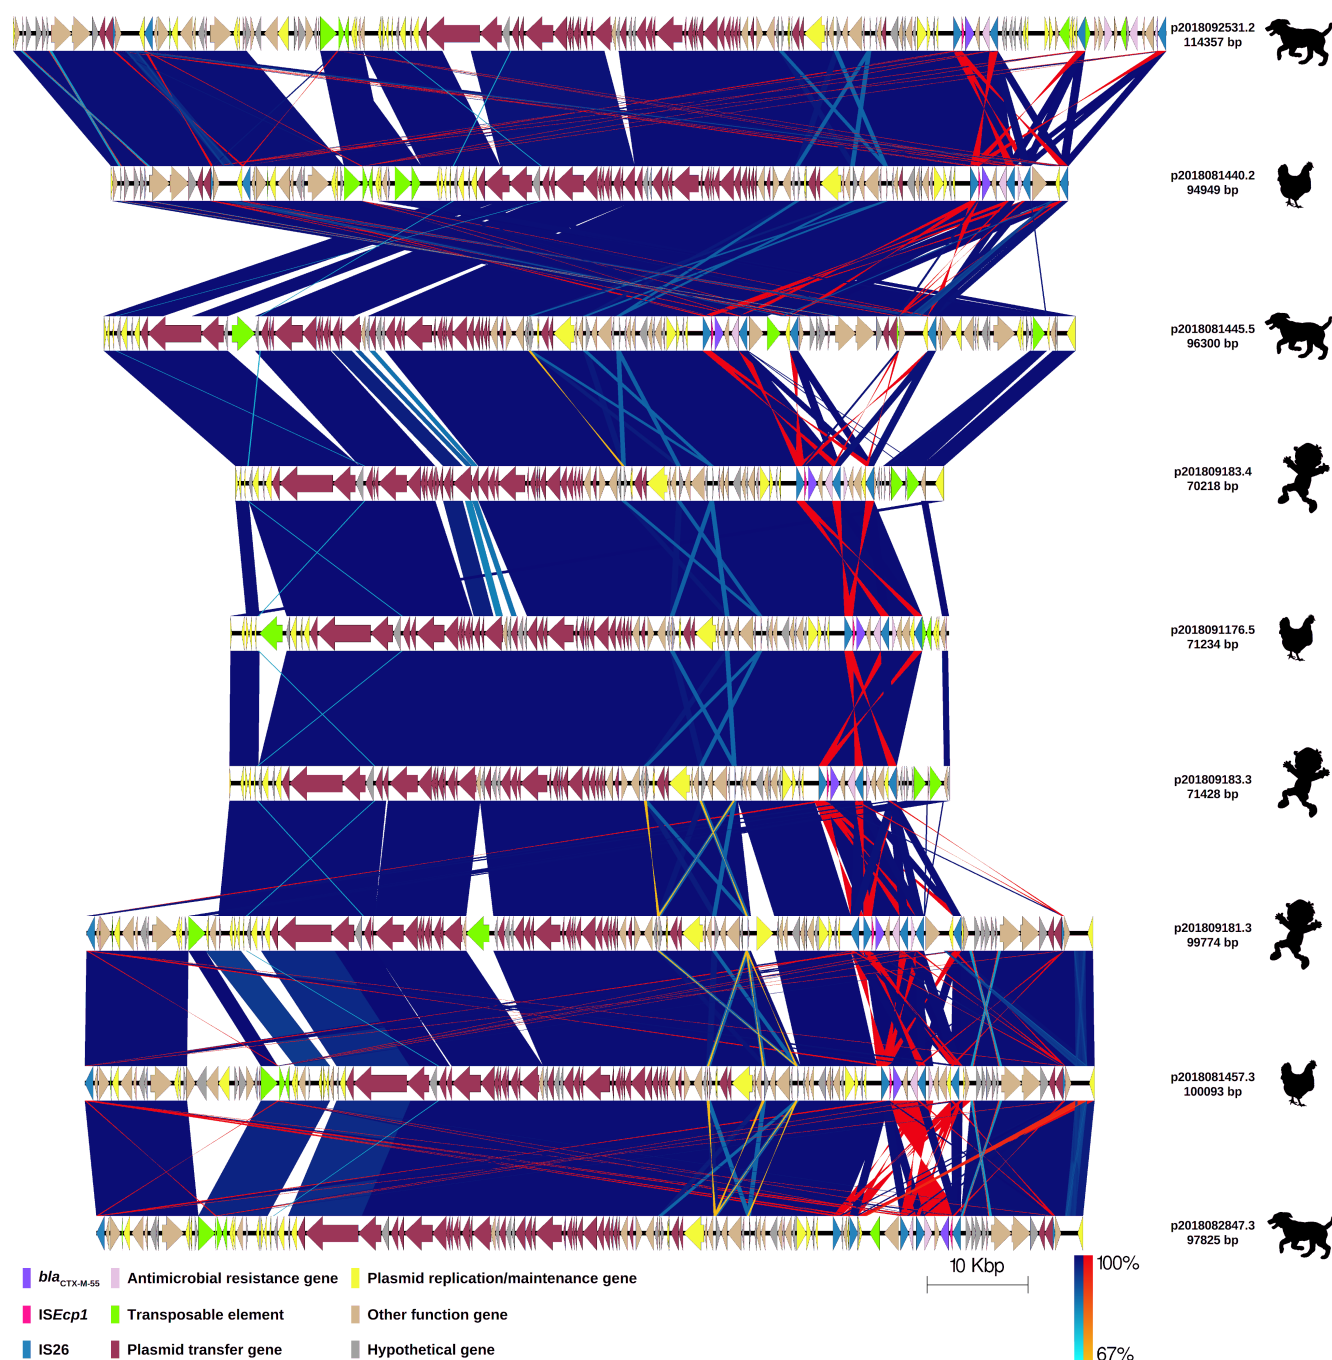 p2018092531.2
114357 bp
p2018081440.2
94949 bp
p2018081445.5
96300 bp
p201809183.4
70218 bp
p2018091176.5
71234 bp
p201809183.3
71428 bp
p201809181.3
99774 bp
p2018081457.3
100093 bp
p2018082847.3
97825 bp
blaCTX-M-55 Antimicrobial resistance gene Plasmid replication/maintenance gene
ISEcp1 Transposable element Other function gene
IS26 Plasmid transfer gene Hypothetical gene
10 Kbp
100%
67%